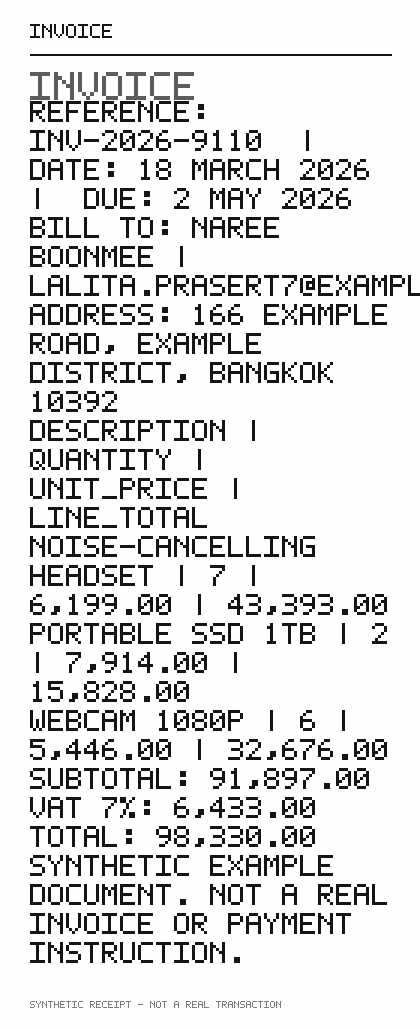 INVOICE
INVOICE
REFERENCE:
INV-2026-9110 |
DATE: 18 MARCH 2026
| DUE: 2 MAY 2026
BILL TO: NAREE
BOONMEE |
LALITA.PRASERT7@EXAMPL
ADDRESS: 166 EXAMPLE
ROAD, EXAMPLE
DISTRICT, BANGKOK
10392
DESCRIPTION |
QUANTITY |
UNIT_PRICE |
LINE_TOTAL
NOISE-CANCELLING
HEADSET | 7 |
6,199.00 | 43,393.00
PORTABLE SSD 1TB | 2
| 7,914.00 |
15,828.00
WEBCAM 1080P | 6 |
5,446.00 | 32,676.00
SUBTOTAL: 91,897.00
VAT 7%: 6,433.00
TOTAL: 98,330.00
SYNTHETIC EXAMPLE
DOCUMENT. NOT A REAL
INVOICE OR PAYMENT
INSTRUCTION.
SYNTHETIC RECEIPT - NOT A REAL TRANSACTION